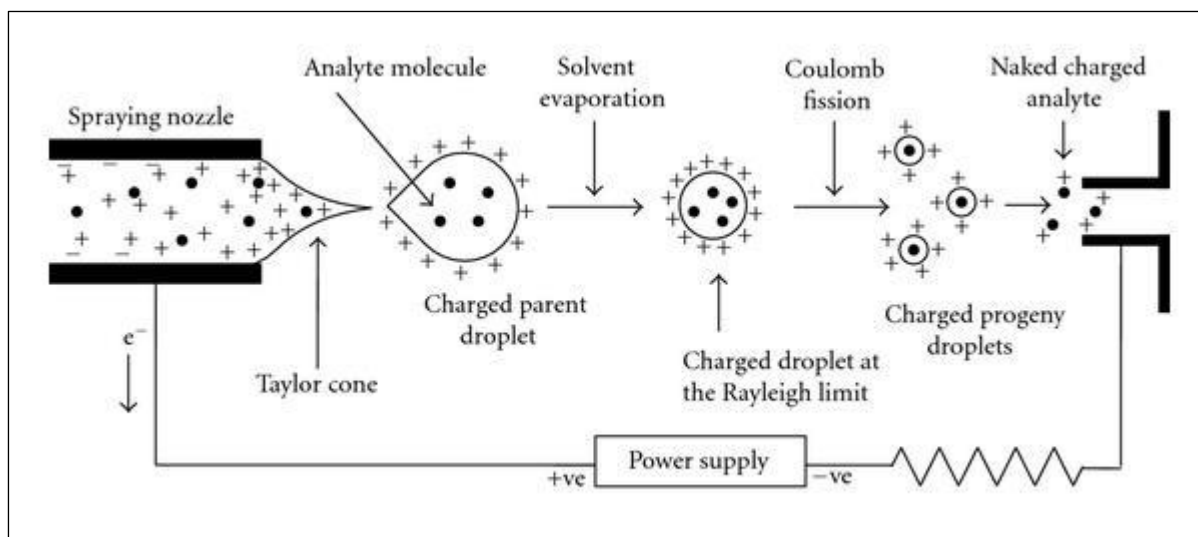 Analyte molecule
Solvent
evaporation
Coulomb
fission
Naked charged
analyte
Spraying nozzle
Charged parent
droplet
Charged progeny
droplets
e−
Taylor cone
Charged droplet at
the Rayleigh limit
+ve
Power supply
−ve